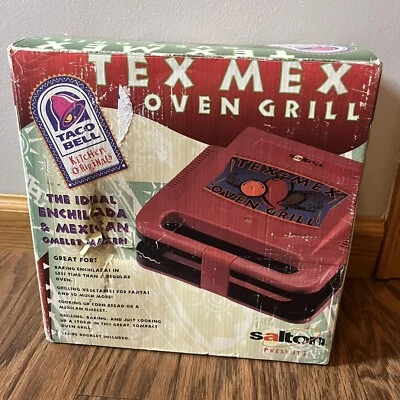 TEX MEX
TEX MEX
OVEN GRILL
TACO
BELL
KITCHEN
ORIGINALS
THE IDEAL
ENCHILADA
& MEXICAN
OMELET MAKER!
GREAT FOR:
BAKING ENCHILADAS IN
LESS TIME THAN A REGULAR
OVEN.
GRILLING VEGETABLES FOR FAJITAS
AND SO MUCH MORE!
COOKING UP CORN BREAD OR A
MEXICAN OMELET.
GRILLING, BAKING, AND JUST COOKING
UP A STORM IN THIS GREAT, COMPACT
OVEN GRILL.
BOOKLET INCLUDED.
TEX MEX
OVEN GRILL
salton
PRESENTS